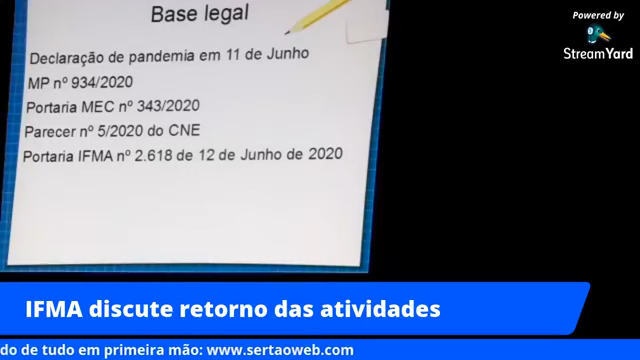 Base legal
Powered by
StreamYard
Declaração de pandemia em 11 de Junho
MP nº 934/2020
Portaria MEC nº 343/2020
Parecer nº 5/2020 do CNE
Portaria IFMA nº 2.618 de 12 de Junho de 2020
IFMA discute retorno das atividades
do de tudo em primeira mão: www.sertaoweb.com